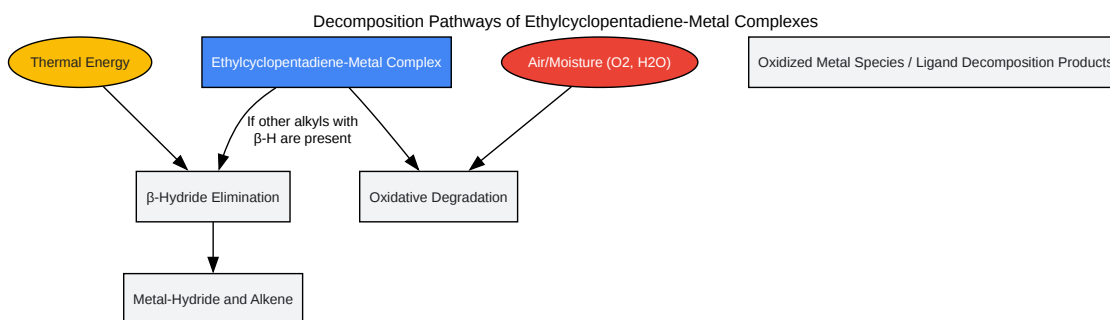 Decomposition Pathways of Ethylcyclopentadiene-Metal Complexes
Thermal Energy
Ethylcyclopentadiene-Metal Complex
Air/Moisture (O2, H2O)
Oxidized Metal Species / Ligand Decomposition Products
If other alkyls with
β-H are present
β-Hydride Elimination
Oxidative Degradation
Metal-Hydride and Alkene